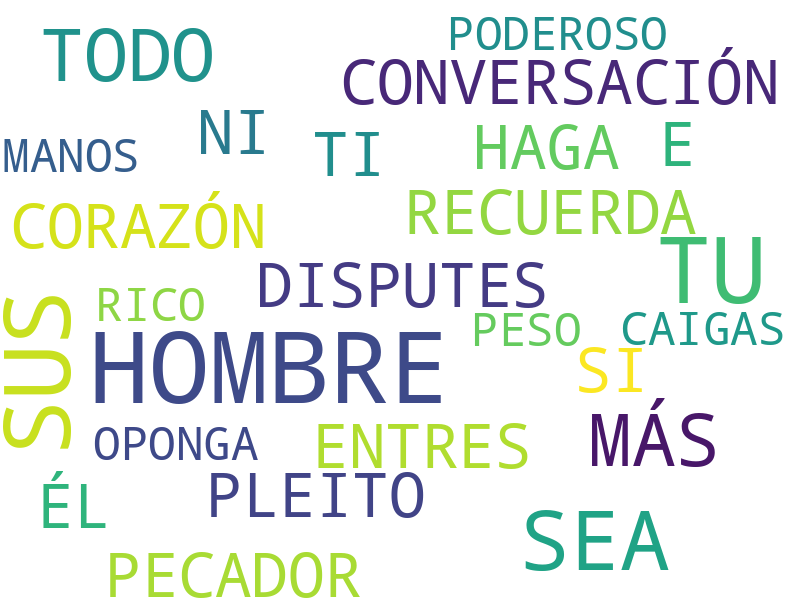 PODEROSO
TODO
CONVERSACIÓN
NI
MANOS
TI
HAGA
E
CORAZÓN
RECUERDA
TU
DISPUTES
RICO
SUS
PESO
CAIGAS
HOMBRE
SI
OPONGA
ENTRES
MÁS
ÉL
PLEITO
SEA
PECADOR